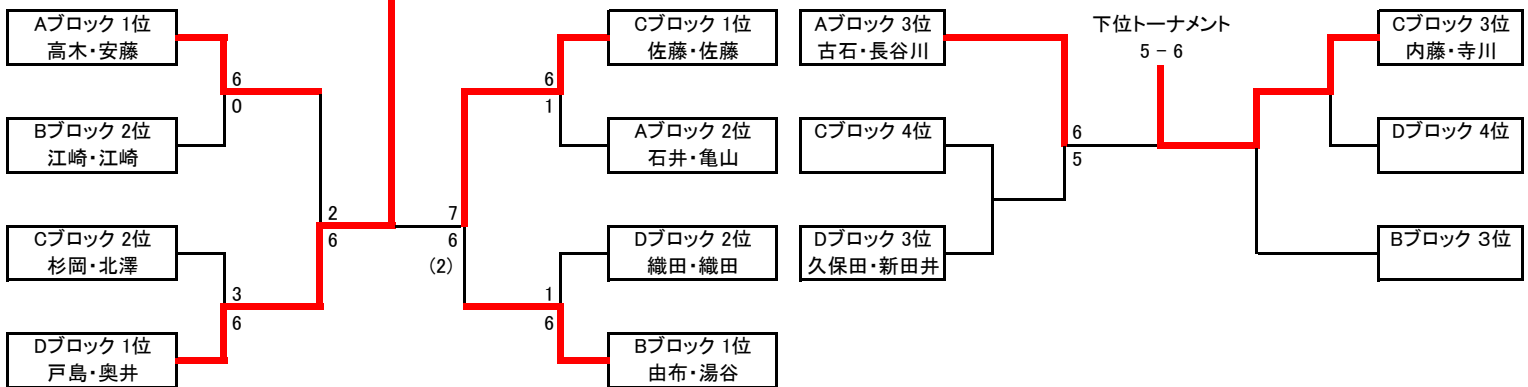 Aブロック 1位
高木・安藤
6
0
Bブロック 2位
江崎・江崎
2
6
Cブロック 2位
杉岡・北澤
3
6
Dブロック 1位
戸島・奥井
Cブロック 1位
佐藤・佐藤
6
1
Aブロック 2位
石井・亀山
7
6
(2)
Dブロック 2位
織田・織田
1
6
Bブロック 1位
由布・湯谷
Aブロック 3位
古石・長谷川
Cブロック 4位
6
5
Dブロック 3位
久保田・新田井
下位トーナメント
5 - 6
Cブロック 3位
内藤・寺川
Dブロック 4位
Bブロック 3位